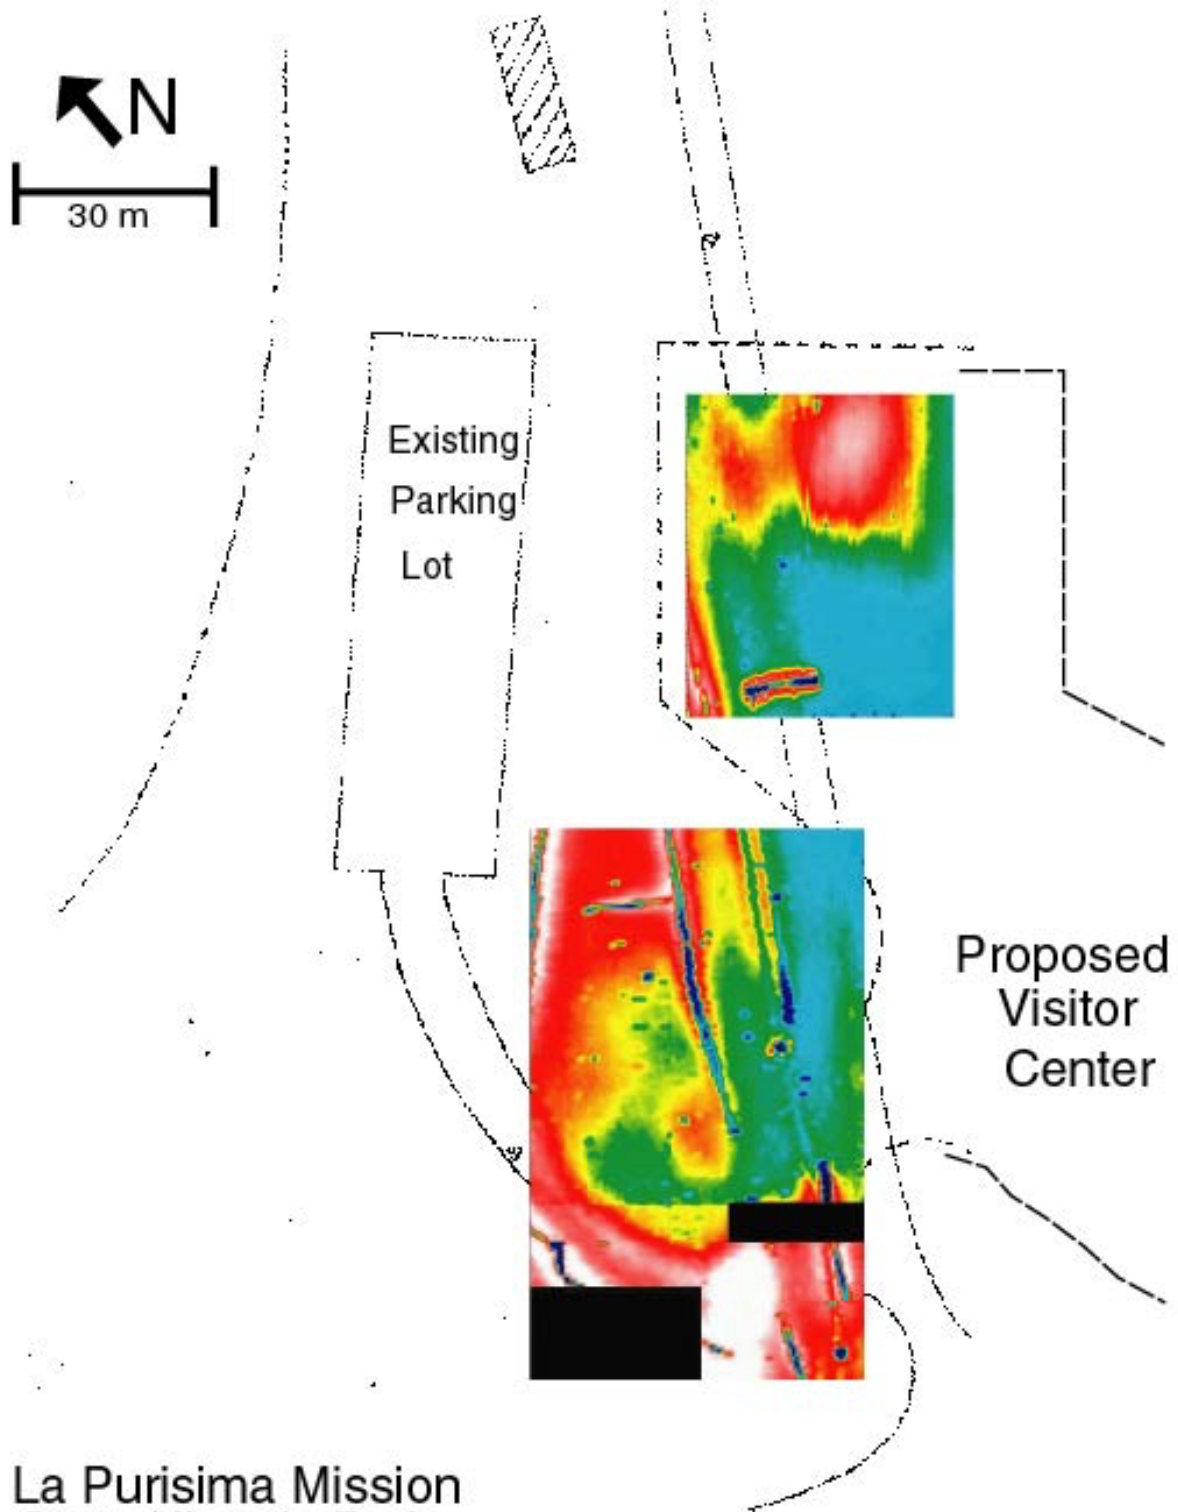 N
30 m
Existing
Parking
Lot
Proposed
Visitor
Center
La Purisima Mission